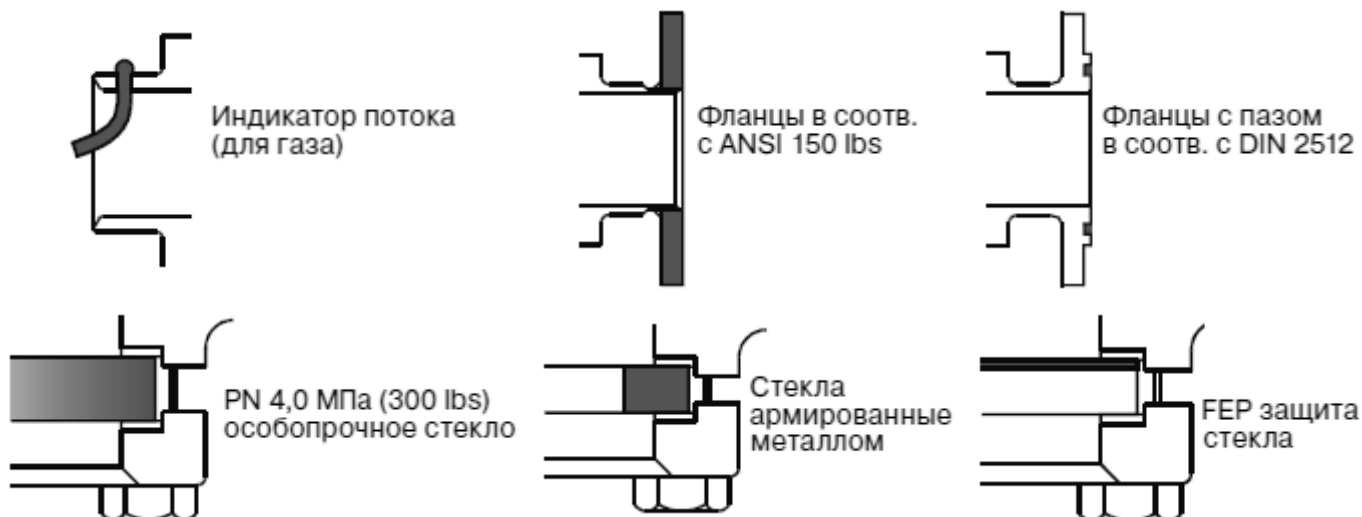 Индикатор потока
(для газа)
Фланцы в соотв.
с ANSI 150 lbs
Фланцы с пазом
в соотв. с DIN 2512
PN 4,0 МПа (300 lbs)
особопрочное стекло
Стекла
армированные
металлом
FEP защита
стекла